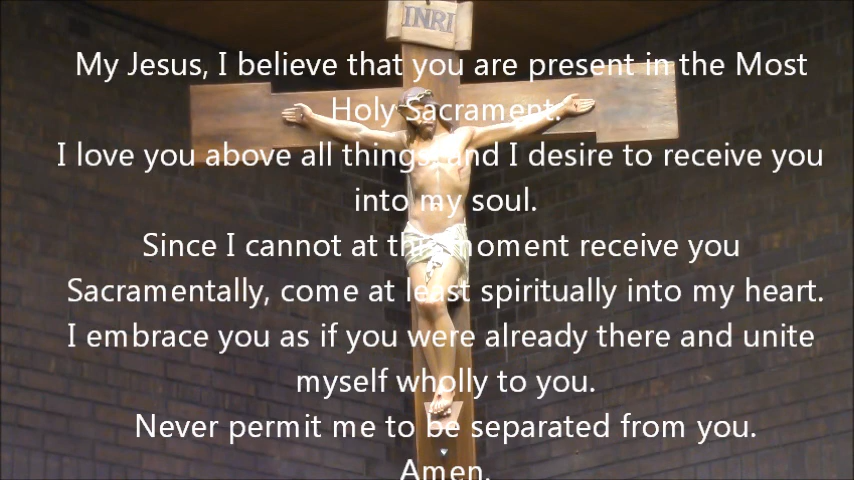 INRI
My Jesus, I believe that you are present in the Most
Holy Sacrament.
I love you above all things, and I desire to receive you
into my soul.
Since I cannot at this moment receive you
Sacramentally, come at least spiritually into my heart.
I embrace you as if you were already there and unite
myself wholly to you.
Never permit me to be separated from you.
Amen.